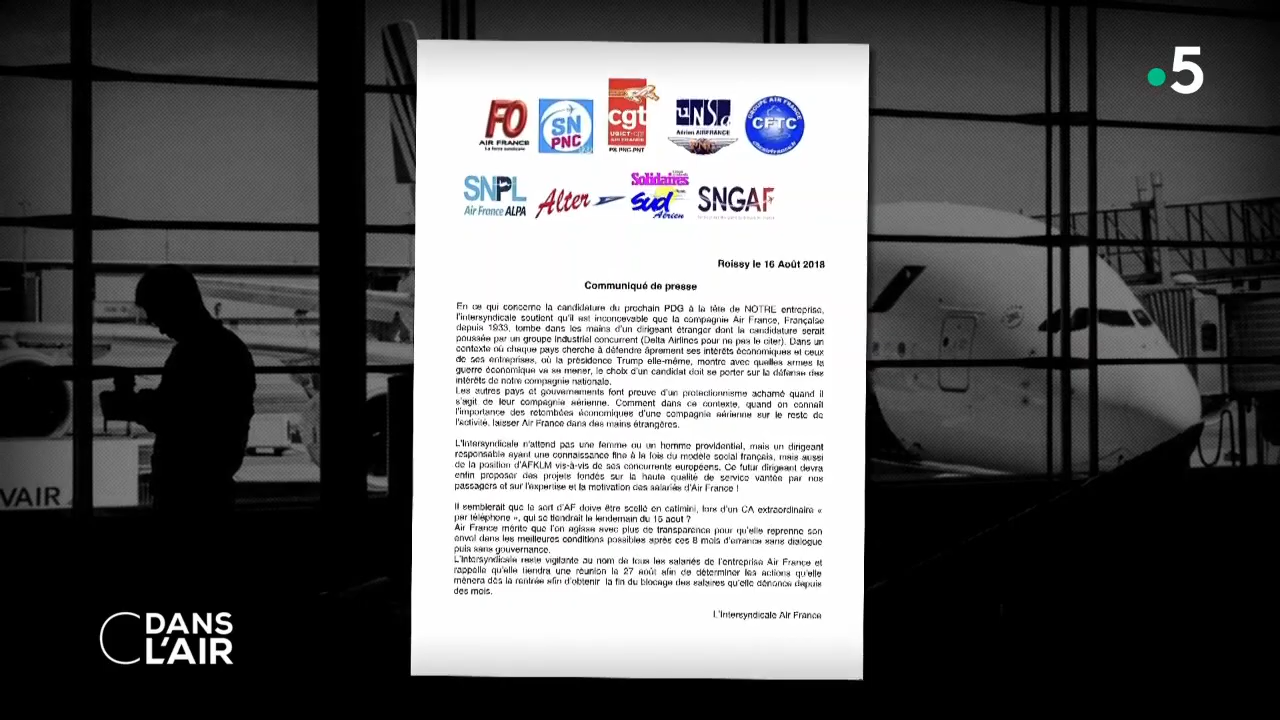 5
FO
AIR FRANCE
La force syndicale
SN
PNC
cgt
UGICT-cgt
AIR FRANCE
PS PNC PNT
UNSa
Aérien AIRFRANCE
PNC
GROUPE AIR FRANCE
CFTC
SNPL
Air France ALPA
Alter
Solidaires
Sud
Aérien
SNGAF
Roissy le 16 Août 2018
Communiqué de presse
En ce qui concerne la candidature du prochain PDG à la tête de NOTRE entreprise,
l'intersyndicale soutient qu'il est inconcevable que la compagnie Air France, Française
depuis 1933, tombe dans les mains d'un dirigeant étranger dont la candidature serait
poussée par un groupe industriel concurrent (Delta Airlines pour ne pas le citer). Dans un
contexte où chaque pays cherche à défendre âprement ses intérêts économiques et ceux
de ses entreprises, où la présidence Trump elle-même, montre avec quelles armes la
guerre économique va se mener, le choix d'un candidat doit se porter sur la défense des
intérêts de notre compagnie nationale.
Les autres pays et gouvernements font preuve d'un protectionnisme acharné quand il
s'agit de leur compagnie aérienne. Comment dans ce contexte, quand on connaît
l'importance des retombées économiques d'une compagnie aérienne sur le reste de
l'activité, laisser Air France dans des mains étrangères.
L'Intersyndicale n'attend pas une femme ou un homme providentiel, mais un dirigeant
responsable ayant une connaissance fine à la fois du modèle social français, mais aussi
de la position d'AFKLM vis-à-vis de ses concurrents européens. Ce futur dirigeant devra
enfin proposer des projets fondés sur la haute qualité de service vantée par nos
passagers et sur l'expertise et la motivation des salariés d'Air France !
Il semblerait que le sort d'AF doive être scellé en catimini, lors d'un CA extraordinaire «
par téléphone », qui se tiendrait le lendemain du 15 aout ?
Air France mérite que l'on agisse avec plus de transparence pour qu'elle reprenne son
envol dans les meilleures conditions possibles après ces 8 mois d'errance sans dialogue
puis sans gouvernance.
L'Intersyndicale reste vigilante au nom de tous les salariés de l'entreprise Air France et
rappelle qu'elle tiendra une réunion le 27 août afin de déterminer les actions qu'elle
mènera dès la rentrée afin d'obtenir la fin du blocage des salaires qu'elle dénonce depuis
des mois.
L'Intersyndicale Air France
VAIR
C DANS
L'AIR